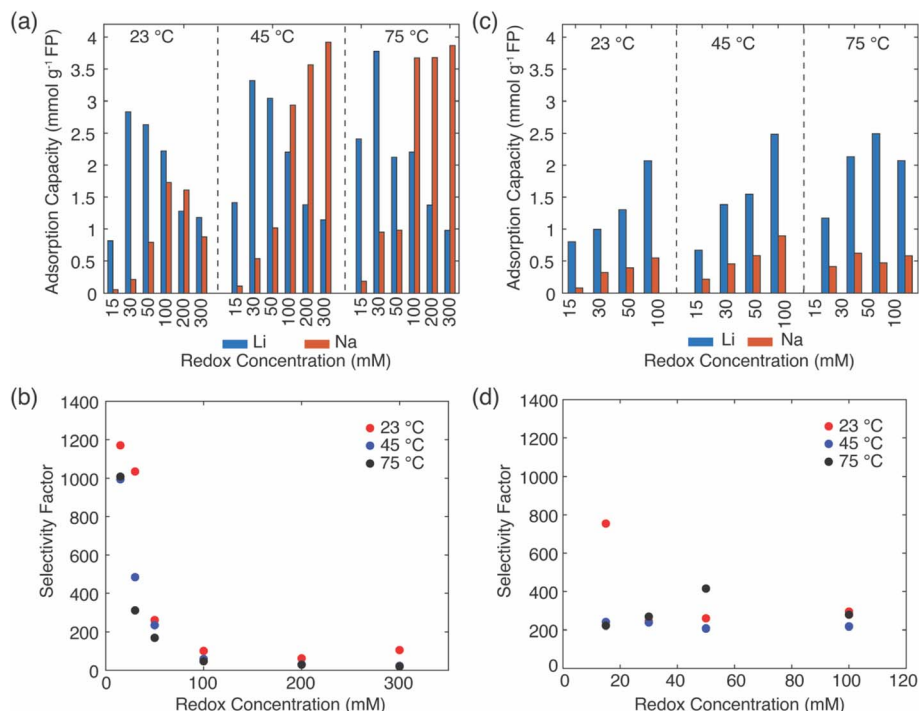 (a)
23 °C 45 °C 75 °C
Adsorption Capacity (mmol g⁻¹ FP)
4
3.5
3
2.5
2
1.5
1
0.5
0
15 30 50 100 200 300 15 30 50 100 200 300 15 30 50 100 200 300
Li Na
Redox Concentration (mM)
(c)
23 °C 45 °C 75 °C
Adsorption Capacity (mmol g⁻¹ FP)
4
3.5
3
2.5
2
1.5
1
0.5
0
15 30 50 100 15 30 50 100 15 30 50 100
Li Na
Redox Concentration (mM)
(b)
Selectivity Factor
1400
1200
1000
800
600
400
200
0
23 °C
45 °C
75 °C
0 100 200 300
Redox Concentration (mM)
(d)
Selectivity Factor
1400
1200
1000
800
600
400
200
0
23 °C
45 °C
75 °C
0 20 40 60 80 100 120
Redox Concentration (mM)